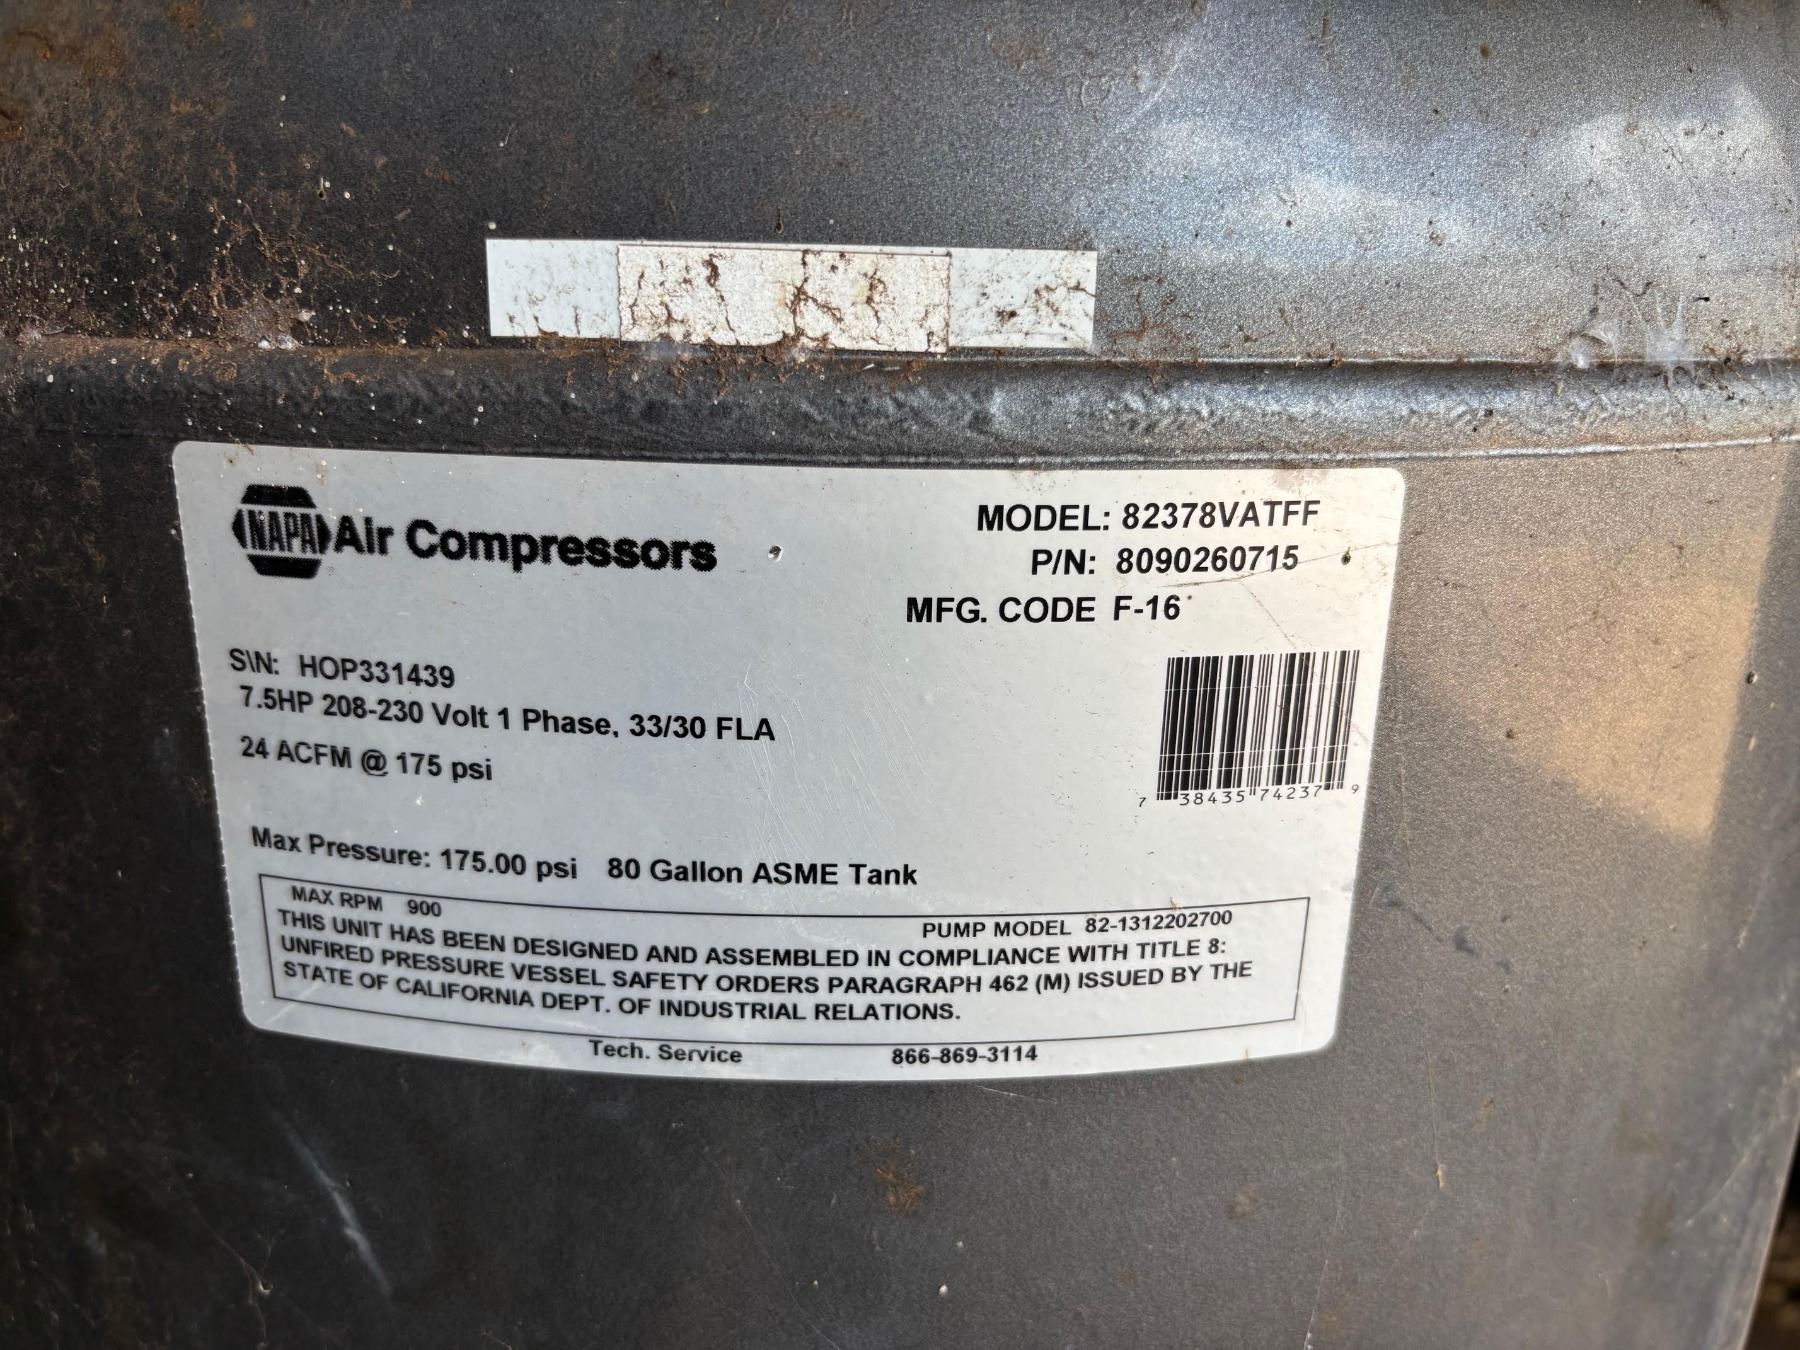 NAPA Air Compressors
MODEL: 82378VATFF
P/N: 8090260715
MFG. CODE F-16
S\N: HOP331439
7.5HP 208-230 Volt 1 Phase, 33/30 FLA
24 ACFM @ 175 psi
7 38435 74237 9
Max Pressure: 175.00 psi 80 Gallon ASME Tank
MAX RPM 900 PUMP MODEL 82-1312202700
THIS UNIT HAS BEEN DESIGNED AND ASSEMBLED IN COMPLIANCE WITH TITLE 8:
UNFIRED PRESSURE VESSEL SAFETY ORDERS PARAGRAPH 462 (M) ISSUED BY THE
STATE OF CALIFORNIA DEPT. OF INDUSTRIAL RELATIONS.
Tech. Service 866-869-3114